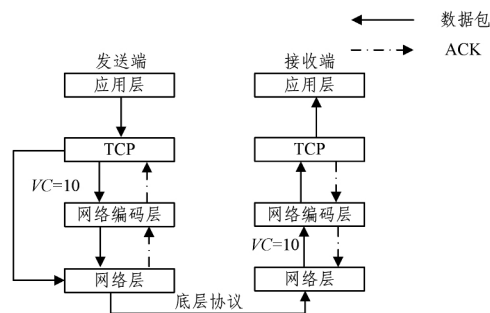 数据包
ACK
发送端
接收端
应用层
应用层
TCP
TCP
VC=10
网络编码层
网络编码层
VC=10
网络层
网络层
底层协议